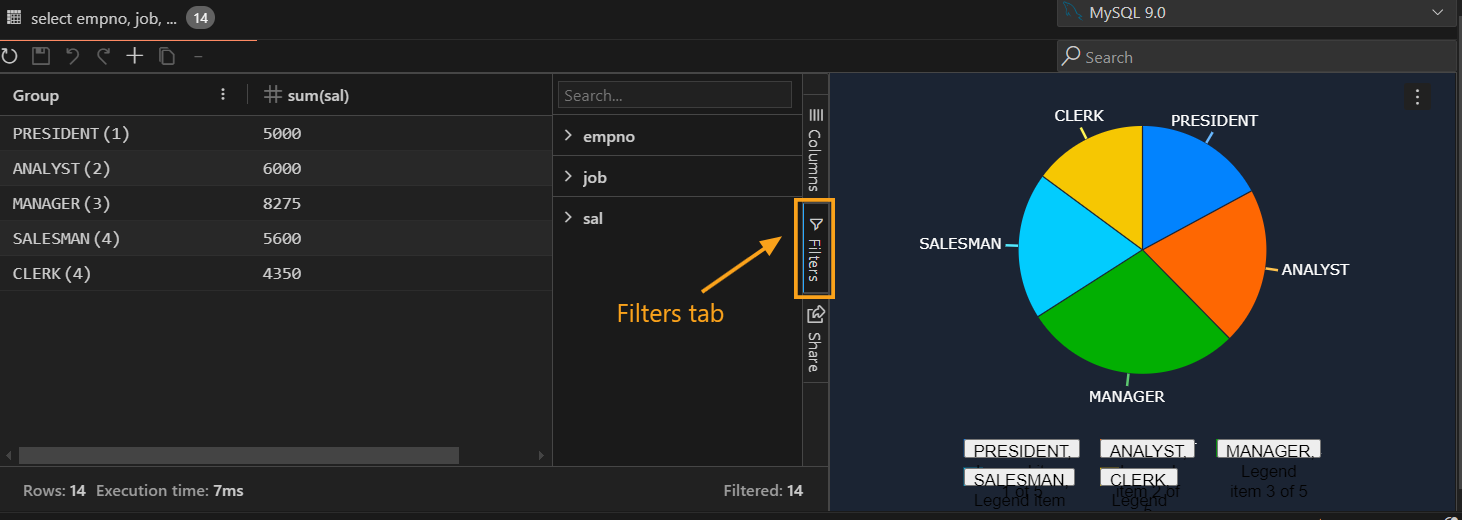 select empno, job, ... 14
MySQL 9.0
Search
Group sum(sal)
PRESIDENT (1) 5000
ANALYST (2) 6000
MANAGER (3) 8275
SALESMAN (4) 5600
CLERK (4) 4350
Search...
empno
job
sal
Columns
Filters
Share
Filters tab
CLERK
PRESIDENT
SALESMAN
ANALYST
MANAGER
PRESIDENT, ANALYST, MANAGER,
Legend
SALESMAN, CLERK
1 of 5 item 2 of item 3 of 5
Legend item Legend
Rows: 14 Execution time: 7ms Filtered: 14